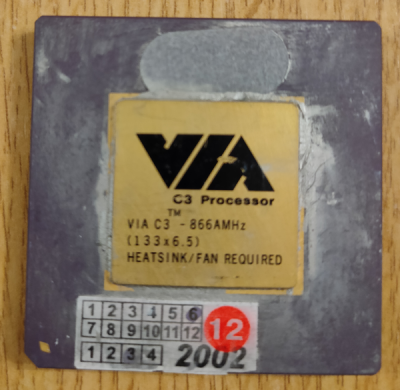 VIA
C3 Processor
TM
VIA C3 - 866AMHz
(133x6.5)
HEATSINK/FAN REQUIRED
1 2 3 4 5 6
7 8 9 10 11 12
12
1 2 3 4
2002